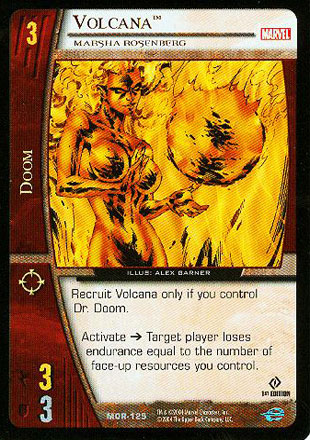 3
VOLCANA™
MARSHA ROSENBERG
MARVEL
DOOM
ILLUS: ALEX GARNER
Recruit Volcana only if you control
Dr. Doom.
Activate ➔ Target player loses
endurance equal to the number of
face-up resources you control.
3
3
MOR-125
1ST EDITION